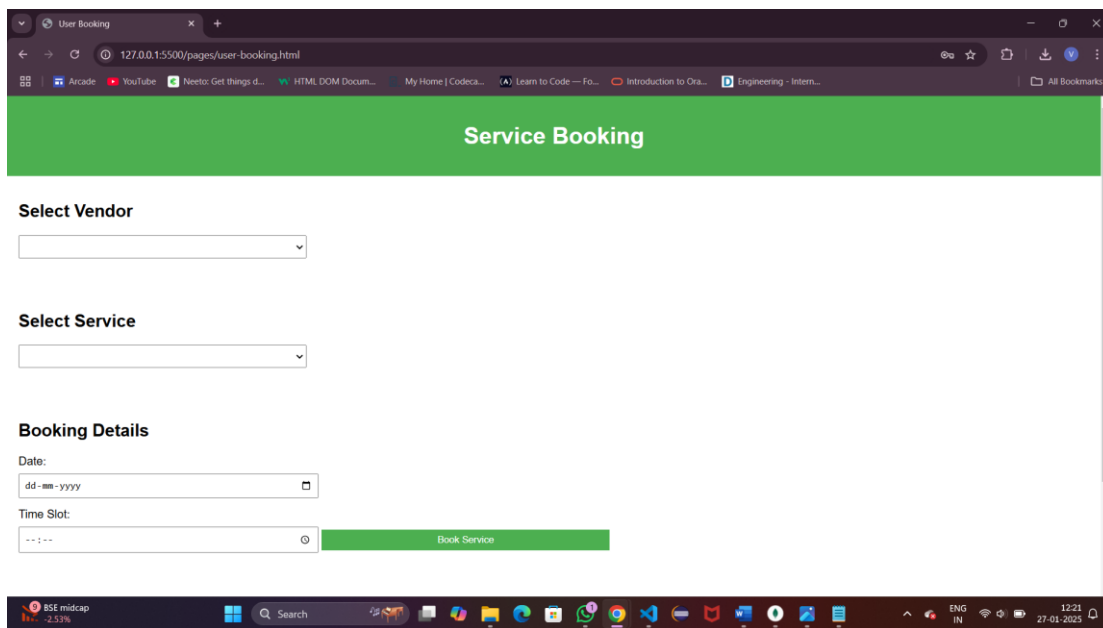 User Booking
127.0.0.1:5500/pages/user-booking.html
Arcade YouTube Neeto: Get things d... HTML DOM Docum... My Home | Codeca... Learn to Code — Fo... Introduction to Ora... Engineering - Intern... All Bookmarks
Service Booking
Select Vendor
Select Service
Booking Details
Date:
dd-mm-yyyy
Time Slot:
--:-- Book Service
9 BSE midcap
-2.53%
Search
1
ENG
IN
12:21
27-01-2025